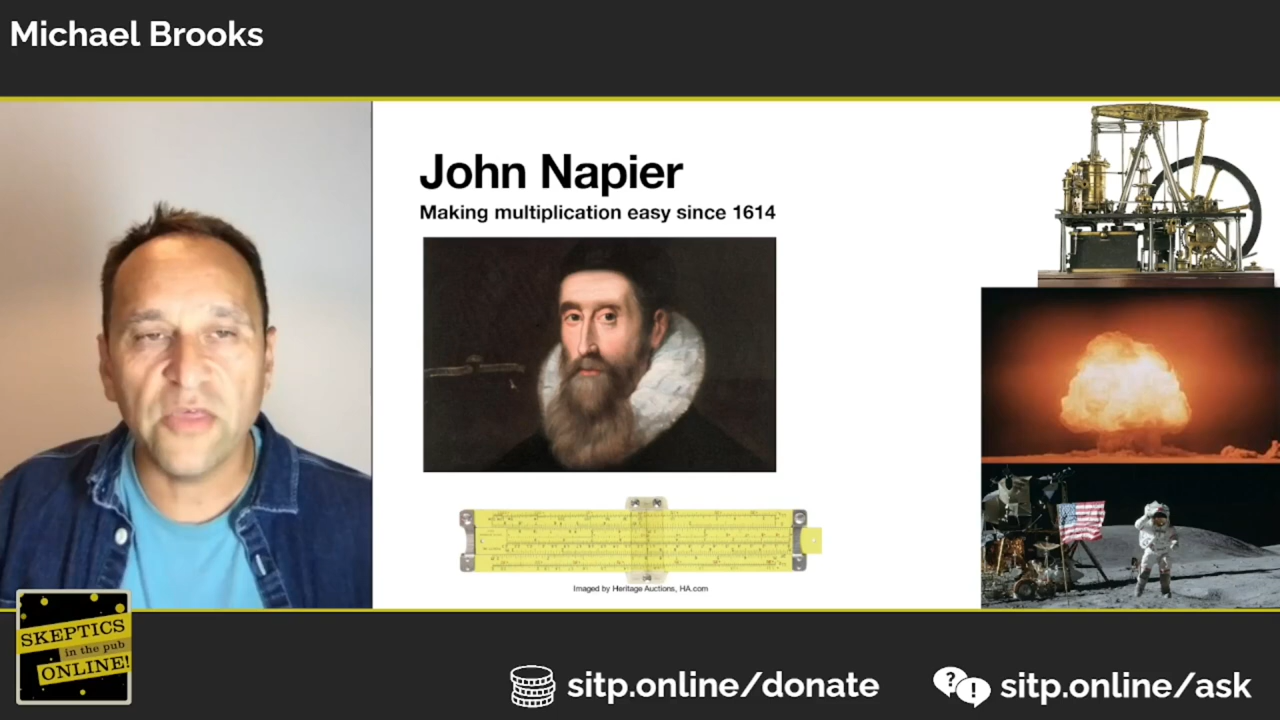 Michael Brooks
John Napier
Making multiplication easy since 1614
Imaged by Heritage Auctions, HA.com
SKEPTICS
in the pub
ONLINE!
sitp.online/donate
sitp.online/ask